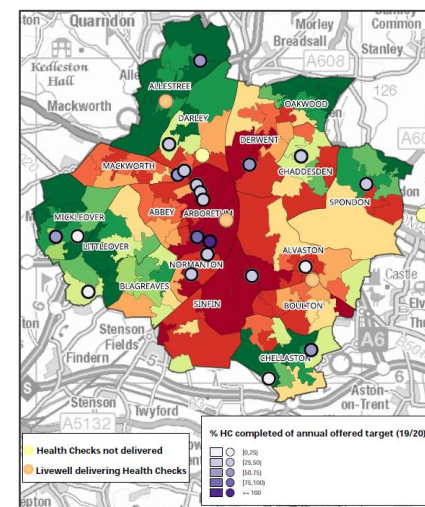 Quarndon
Morley
Common
Breadsall
Stanley
Kedleston
Hall
A608
ALLESTREE
Mackworth
126
OAKWOOD
DARLEY
DERWENT
MACKWORTH
CHADDESDEN
SPONDON
MICKLEOVER
ABBEY
ARBORETUM
LITTLEOVER
ALVASTON
NORMANTON
Castle
BLAGREAVES
SINFIN
BOULTON
Stenson
Fields
A6
Findern
CHELLASTON
Aston-
on-Trent
Stenson
Twyford
A5132
Health Checks not delivered
Livewell delivering Health Checks
% HC completed of annual offered target (19/20)
[0,25)
[25,50)
[50,75)
[75,100)
>= 100